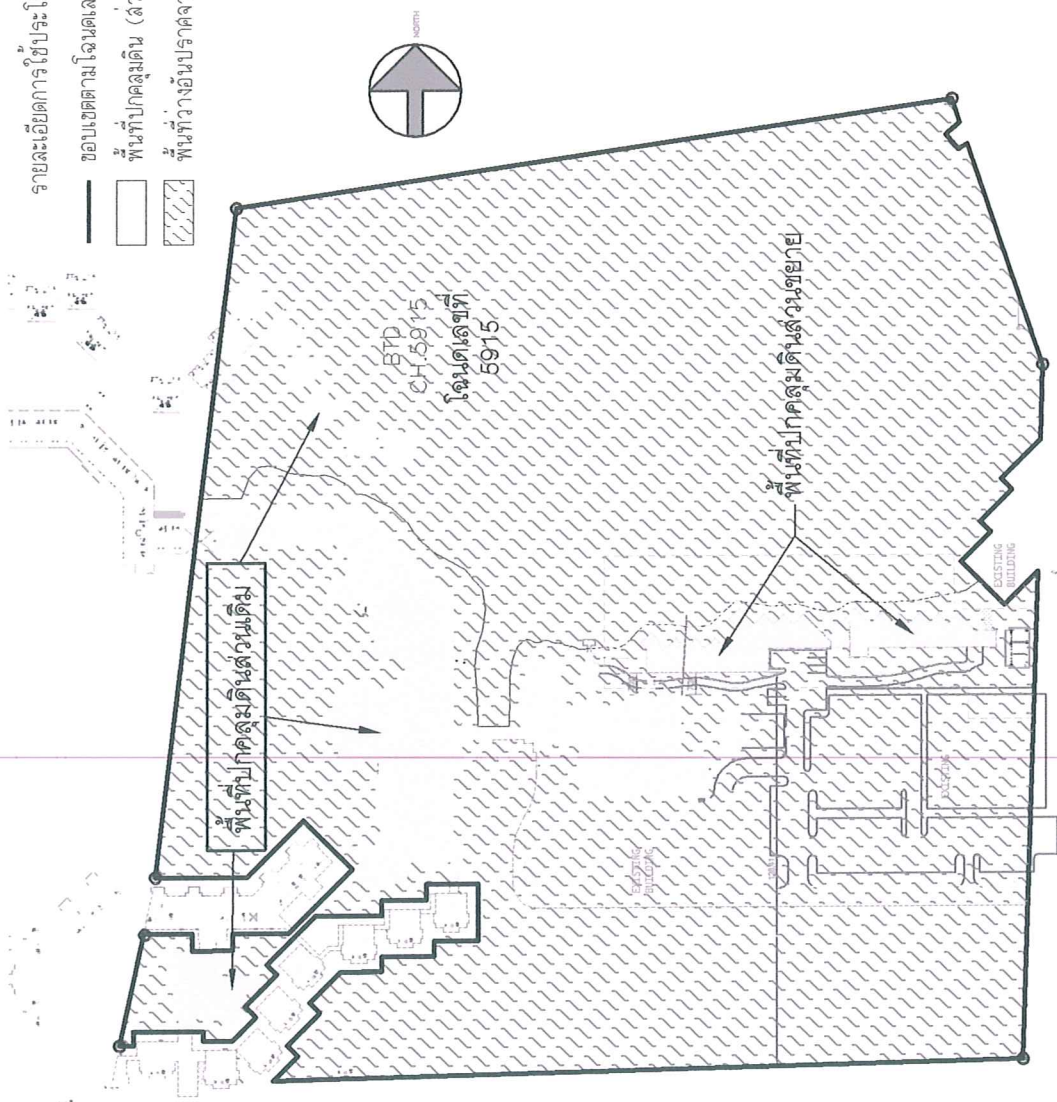 รายละเอียดการใช้ประโ
ขอบเขตตามโฉนดเล
พื้นที่ปกคลุมดิน (ส่ว
พื้นที่ว่างอันปราศจา
NORTH
BTD
CH.5915
โฉนดเลขที่
5915
พื้นที่ปกคลุมดินส่วนเดิม
พื้นที่ปกคลุมดินส่วนขยาย
EXISTING
BUILDING
EXISTING
BUILDING
EXISTING